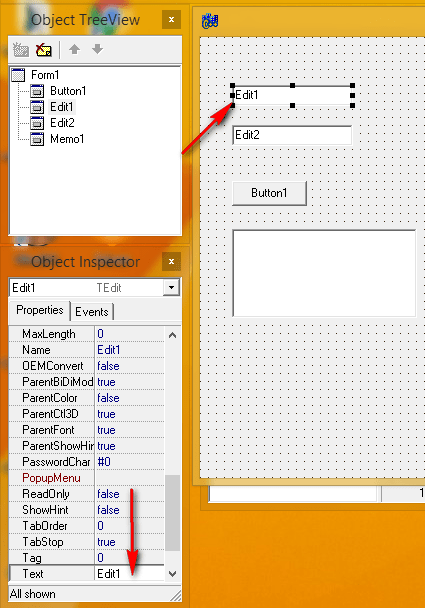 Object TreeView
Form1
Button1
Edit1
Edit2
Memo1
Edit1
Edit2
Button1
Object Inspector
Edit1 TEdit
Properties Events
MaxLength 0
Name Edit1
OEMConvert false
ParentBiDiMod true
ParentColor false
ParentCtl3D true
ParentFont true
ParentShowHin true
PasswordChar #0
PopupMenu
ReadOnly false
ShowHint false
TabOrder 0
TabStop true
Tag 0
Text Edit1
All shown
1